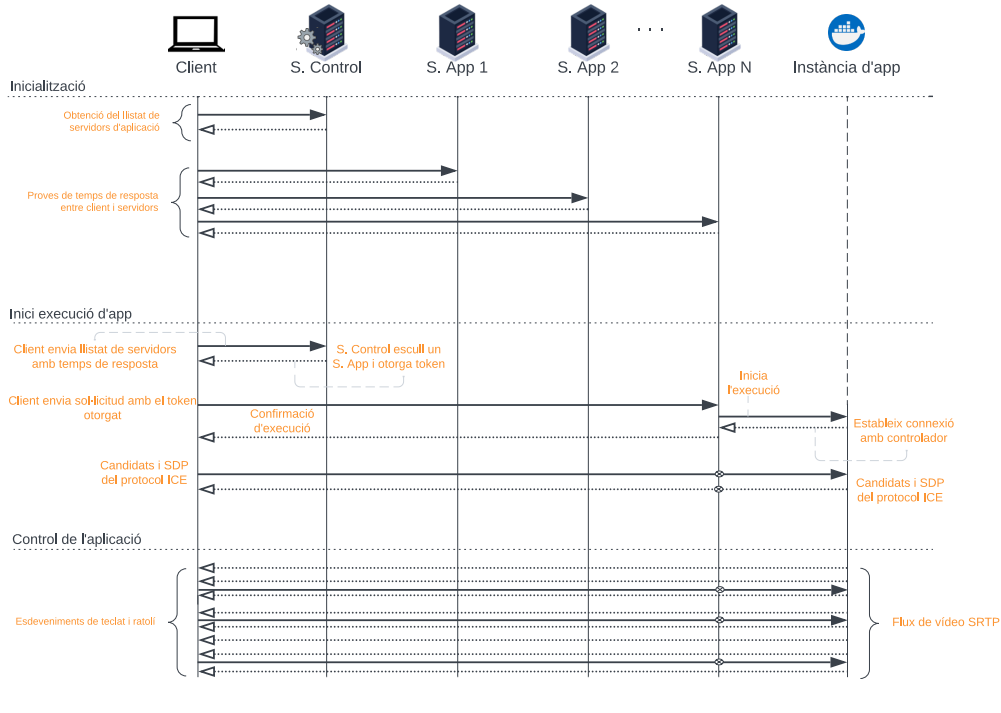 Client
S. Control
S. App 1
S. App 2
. . .
S. App N
Instància d'app
Inicialització
Obtenció del llistat de
servidors d'aplicació
Proves de temps de resposta
entre client i servidors
Inici execució d'app
Client envia llistat de servidors
amb temps de resposta
S. Control escull un
S. App i otorga token
Inicia
l'execució
Client envia sol·licitud amb el token
otorgat
Confirmació
d'execució
Estableix connexió
amb controlador
Candidats i SDP
del protocol ICE
Candidats i SDP
del protocol ICE
Control de l'aplicació
Esdeveniments de teclat i ratolí
Flux de vídeo SRTP